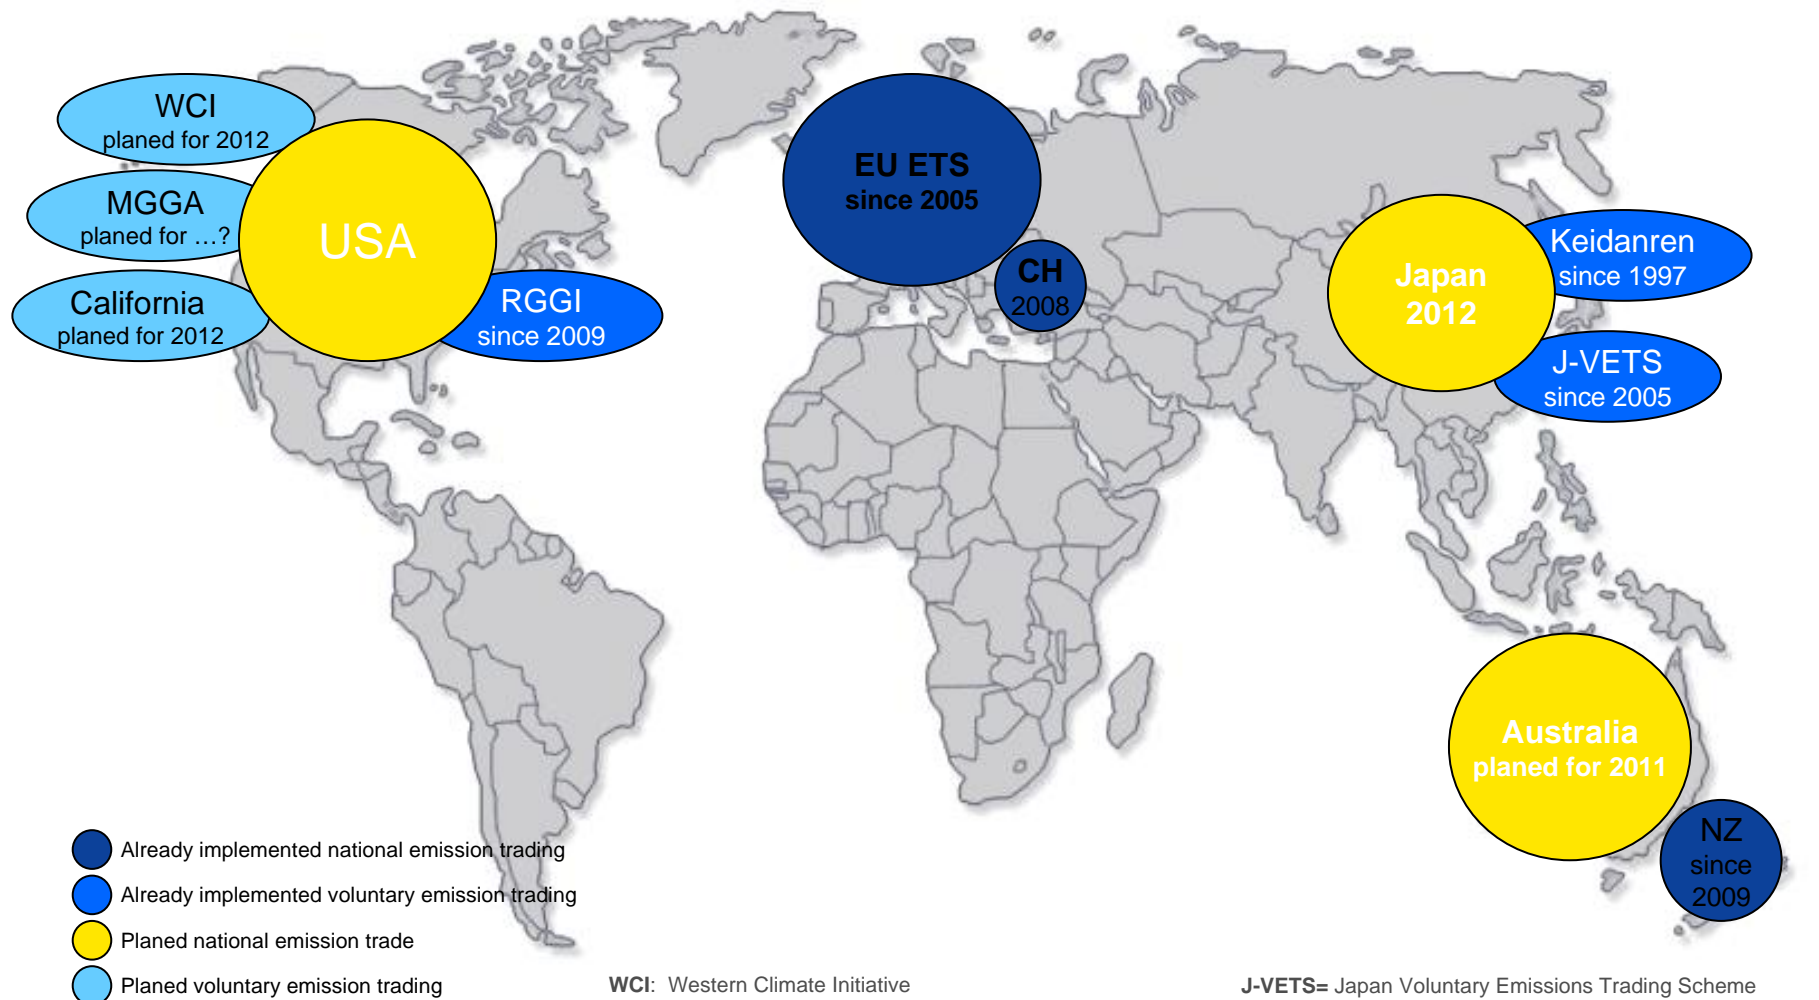 WCI
planed for 2012
MGGA
planed for ...?
California
planed for 2012
USA
RGGI
since 2009
EU ETS
since 2005
CH
2008
Japan
2012
Keidanren
since 1997
J-VETS
since 2005
Australia
planed for 2011
NZ
since
2009
Already implemented national emission trading
Already implemented voluntary emission trading
Planed national emission trade
Planed voluntary emission trading
WCI: Western Climate Initiative
J-VETS= Japan Voluntary Emissions Trading Scheme